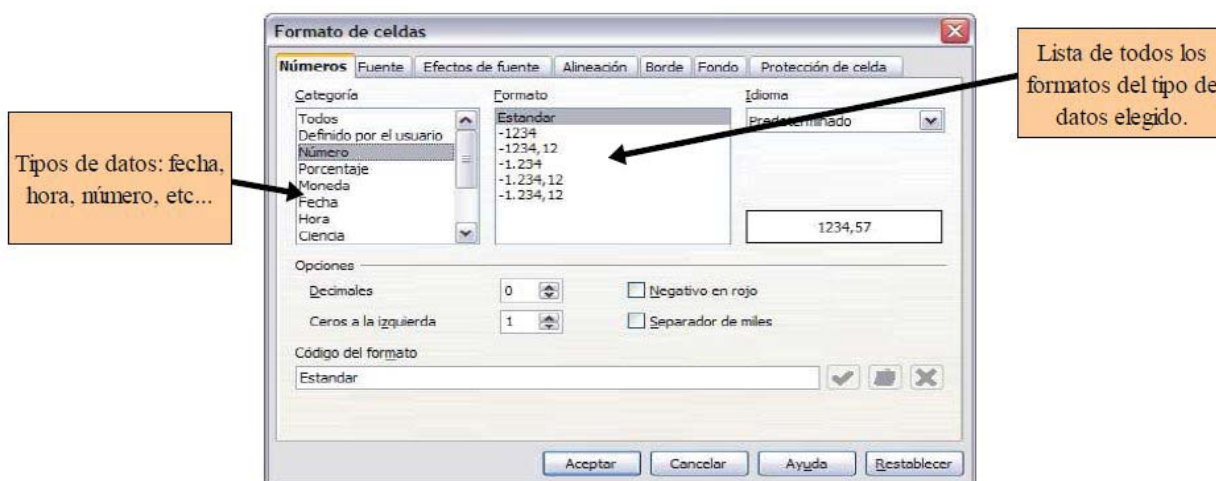 Formato de celdas
Números Fuente Efectos de fuente Alineación Borde Fondo Protección de celda
Categoría
Todos
Definido por el usuario
Número
Porcentaje
Moneda
Fecha
Hora
Ciencia
Formato
Estandar
-1234
-1234,12
-1.234
-1.234,12
-1.234,12
Idioma
Predeterminado
1234,57
Tipos de datos: fecha,
hora, número, etc...
Lista de todos los
formatos del tipo de
datos elegido.
Opciones
Decimales 0 Negativo en rojo
Ceros a la izquierda 1 Separador de miles
Código del formato
Estandar
Aceptar Cancelar Ayuda Restablecer